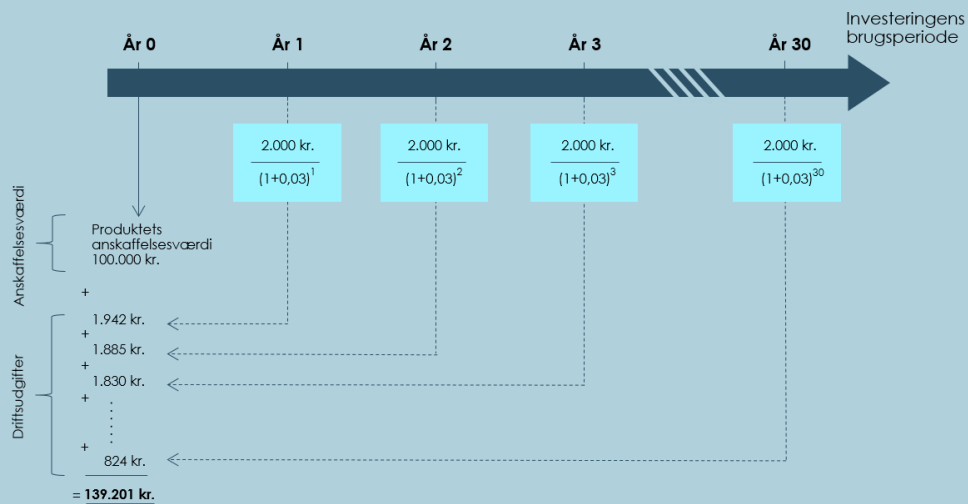 Investeringens
brugsperiode
År 0
År 1
År 2
År 3
År 30
2.000 kr.
(1+0,03)¹
2.000 kr.
(1+0,03)²
2.000 kr.
(1+0,03)³
2.000 kr.
(1+0,03)³⁰
Anskaffelsesværdi
Produktets
anskaffelsesværdi
100.000 kr.
+
Driftsudgifter
1.942 kr.
+
1.885 kr.
+
1.830 kr.
+
+
824 kr.
= 139.201 kr.